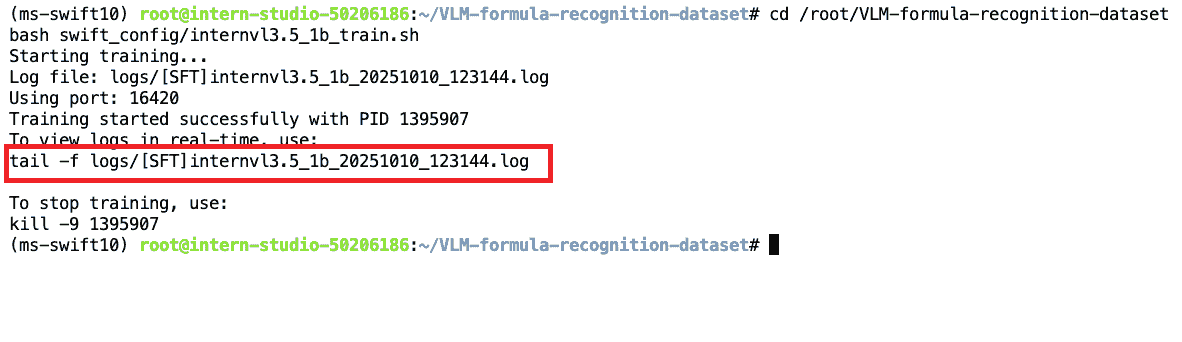 (ms-swift10) root@intern-studio-50206186:~/VLM-formula-recognition-dataset# cd /root/VLM-formula-recognition-dataset
bash swift_config/internvl3.5_1b_train.sh
Starting training...
Log file: logs/[SFT]internvl3.5_1b_20251010_123144.log
Using port: 16420
Training started successfully with PID 1395907
To view logs in real-time, use:
tail -f logs/[SFT]internvl3.5_1b_20251010_123144.log
To stop training, use:
kill -9 1395907
(ms-swift10) root@intern-studio-50206186:~/VLM-formula-recognition-dataset#